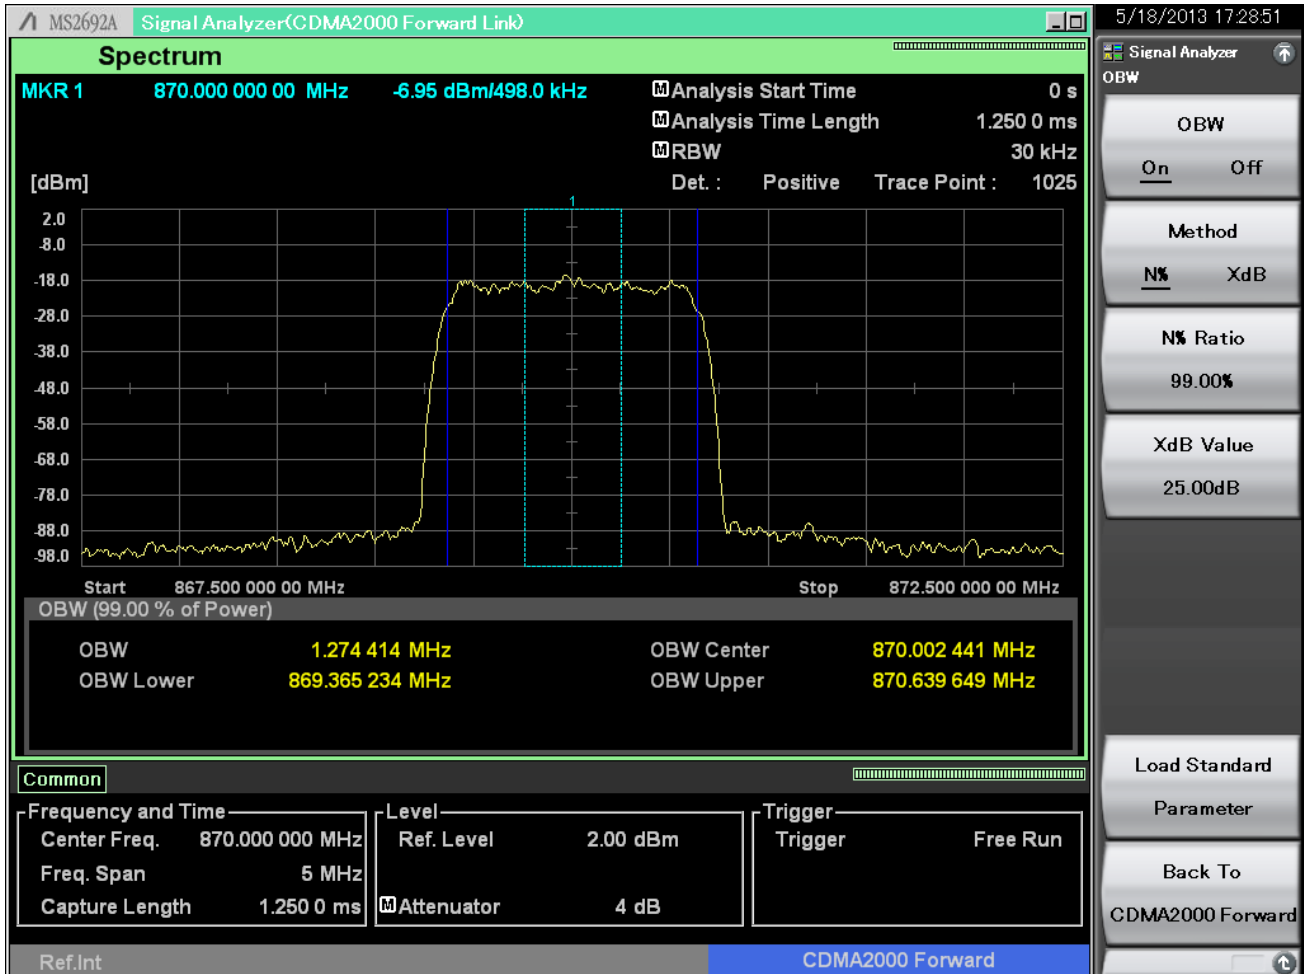 MS2692A Signal Analyzer(CDMA2000 Forward Link)
5/18/2013 17:28:51
Spectrum
Signal Analyzer
OBW
MKR 1 870.000 000 00 MHz -6.95 dBm/498.0 kHz
M Analysis Start Time 0 s
M Analysis Time Length 1.250 0 ms
M RBW 30 kHz
[dBm] Det. : Positive Trace Point : 1025
1
2.0
-8.0
-18.0
-28.0
-38.0
-48.0
-58.0
-68.0
-78.0
-88.0
-98.0
Start 867.500 000 00 MHz Stop 872.500 000 00 MHz
OBW (99.00 % of Power)
OBW 1.274 414 MHz OBW Center 870.002 441 MHz
OBW Lower 869.365 234 MHz OBW Upper 870.639 649 MHz
Common
Frequency and Time
Center Freq. 870.000 000 MHz
Freq. Span 5 MHz
Capture Length 1.250 0 ms
Level
Ref. Level 2.00 dBm
M Attenuator 4 dB
Trigger
Trigger Free Run
Ref.Int CDMA2000 Forward
OBW
On Off
Method
N% XdB
N% Ratio
99.00%
XdB Value
25.00dB
Load Standard
Parameter
Back To
CDMA2000 Forward